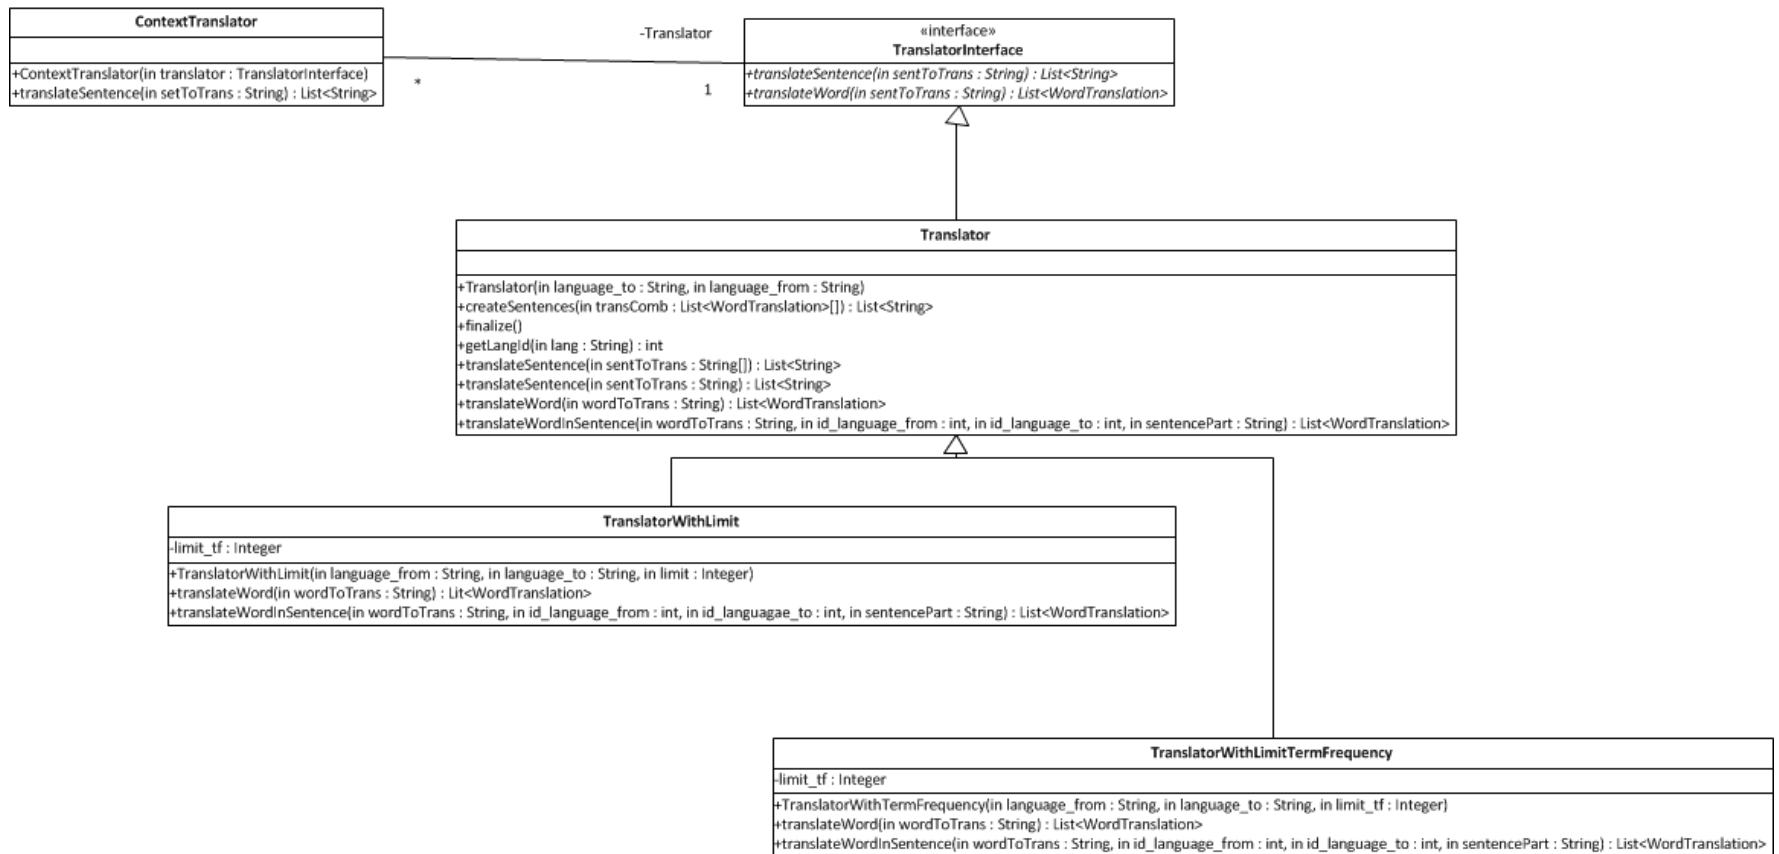 ContextTranslator
+ContextTranslator(in translator : TranslatorInterface)
+translateSentence(in setToTrans : String) : List<String>
-Translator
*
1
«interface»
TranslatorInterface
+translateSentence(in sentToTrans : String) : List<String>
+translateWord(in sentToTrans : String) : List<WordTranslation>
Translator
+Translator(in language_to : String, in language_from : String)
+createSentences(in transComb : List<WordTranslation>[]) : List<String>
+finalize()
+getLangId(in lang : String) : int
+translateSentence(in sentToTrans : String[]) : List<String>
+translateSentence(in sentToTrans : String) : List<String>
+translateWord(in wordToTrans : String) : List<WordTranslation>
+translateWordInSentence(in wordToTrans : String, in id_language_from : int, in id_language_to : int, in sentencePart : String) : List<WordTranslation>
TranslatorWithLimit
-limit_tf : Integer
+TranslatorWithLimit(in language_from : String, in language_to : String, in limit : Integer)
+translateWord(in wordToTrans : String) : Lit<WordTranslation>
+translateWordInSentence(in wordToTrans : String, in id_language_from : int, in id_languagae_to : int, in sentencePart : String) : List<WordTranslation>
TranslatorWithLimitTermFrequency
-limit_tf : Integer
+TranslatorWithTermFrequency(in language_from : String, in language_to : String, in limit_tf : Integer)
+translateWord(in wordToTrans : String) : List<WordTranslation>
+translateWordInSentence(in wordToTrans : String, in id_language_from : int, in id_language_to : int, in sentencePart : String) : List<WordTranslation>